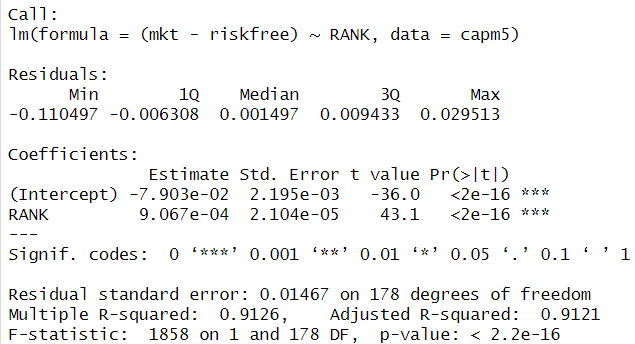 Call:
lm(formula = (mkt - riskfree) ~ RANK, data = capm5)

Residuals:
      Min        1Q    Median        3Q       Max
-0.110497 -0.006308  0.001497  0.009433  0.029513

Coefficients:
              Estimate Std. Error t value Pr(>|t|)
(Intercept) -7.903e-02  2.195e-03   -36.0   <2e-16 ***
RANK         9.067e-04  2.104e-05    43.1   <2e-16 ***
---
Signif. codes:  0 ‘***’ 0.001 ‘**’ 0.01 ‘*’ 0.05 ‘.’ 0.1 ‘ ’ 1

Residual standard error: 0.01467 on 178 degrees of freedom
Multiple R-squared:  0.9126,	Adjusted R-squared:  0.9121
F-statistic:  1858 on 1 and 178 DF,  p-value: < 2.2e-16